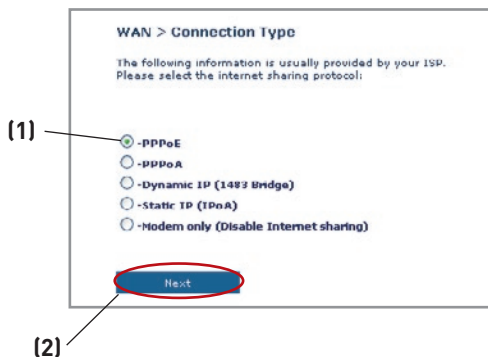 WAN > Connection Type
The following information is usually provided by your ISP.
Please select the internet sharing protocol:
(1)
-PPPoE
-PPPoA
-Dynamic IP (1483 Bridge)
-Static IP (IPoA)
-Modem only (Disable Internet sharing)
Next
(2)